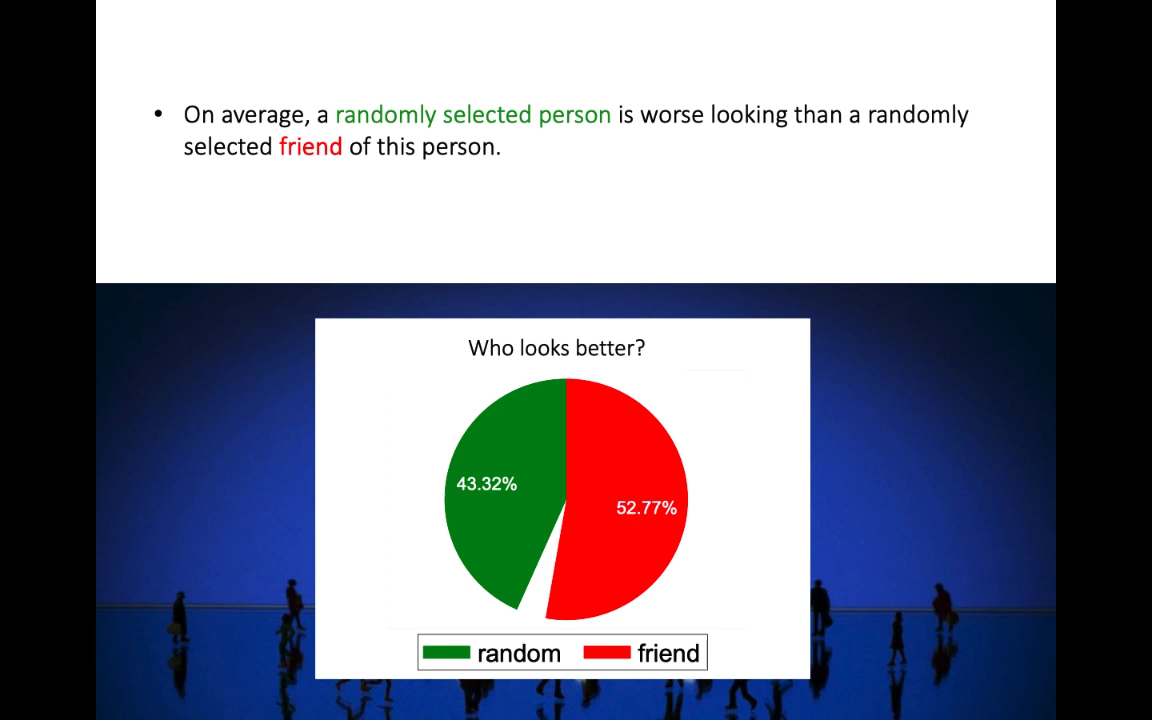 • On average, a randomly selected person is worse looking than a randomly
selected friend of this person.
Who looks better?
43.32%
52.77%
random friend